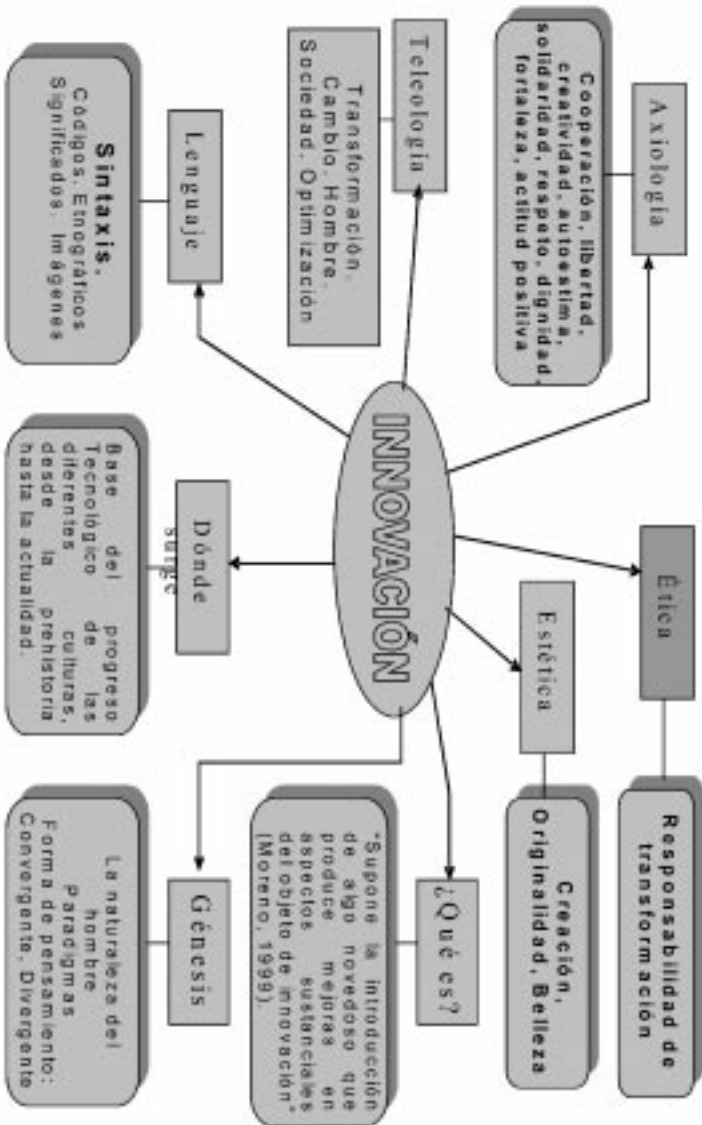 Axiología
Cooperación, libertad,
creatividad, autoestima,
solidaridad, respeto, dignidad,
fortaleza, actitud positiva
Ética
Responsabilidad de
transformación
Teleología
Transformación.
Cambio. Hombre.
Sociedad. Optimización
Estética
Creación,
Originalidad, Belleza
INNOVACIÓN
¿Qué es?
"Supone la introducción
de algo novedoso que
produce mejoras en
aspectos sustanciales
del objeto de innovación"
(Moreno, 1999).
Lenguaje
Sintaxis.
Códigos. Etnográficos
Significados. Imágenes
Dónde
surge
Base del progreso
Tecnológico de las
diferentes culturas,
desde la prehistoria
hasta la actualidad.
Génesis
La naturaleza del
hombre
Paradigmas
Forma de pensamiento:
Convergente. Divergente